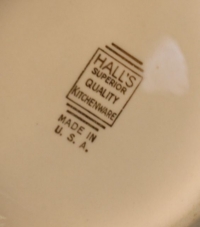 HALL'S
SUPERIOR
QUALITY
KITCHENWARE
MADE IN
U. S. A.